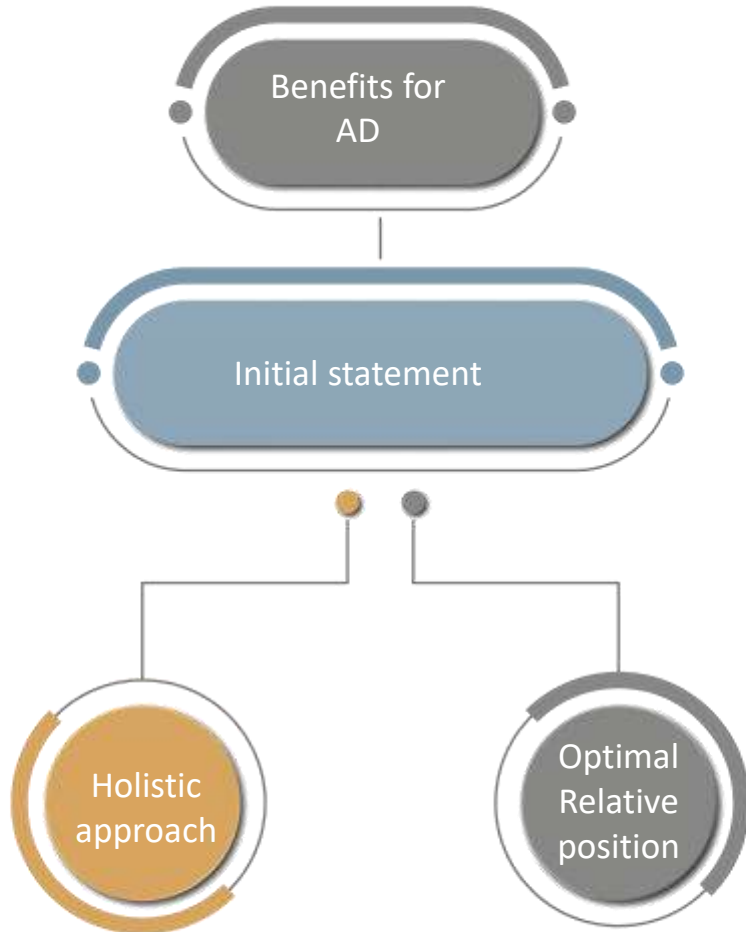 Benefits for
AD
Initial statement
Holistic
approach
Optimal
Relative
position